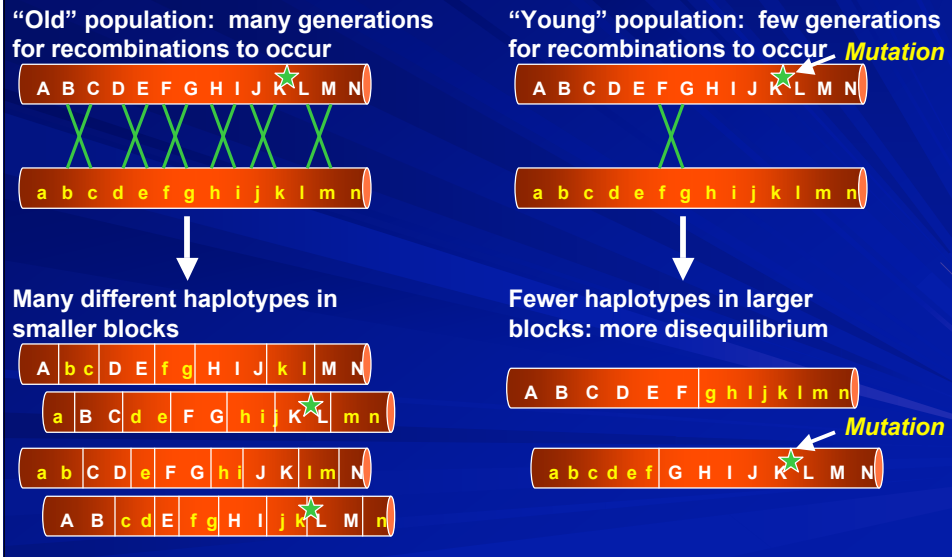 “Old” population: many generations
for recombinations to occur
A B C D E F G H I J K L M N
a b c d e f g h i j k l m n
Many different haplotypes in
smaller blocks
A b c D E f g H I J k l M N
a B C d e F G h i j K L m n
a b C D e F G h i J K l m N
A B c d E f g H I j k L M n
“Young” population: few generations
for recombinations to occur
Mutation
A B C D E F G H I J K L M N
a b c d e f g h i j k l m n
Fewer haplotypes in larger
blocks: more disequilibrium
A B C D E F g h I j k l m n
Mutation
a b c d e f G H I J K L M N